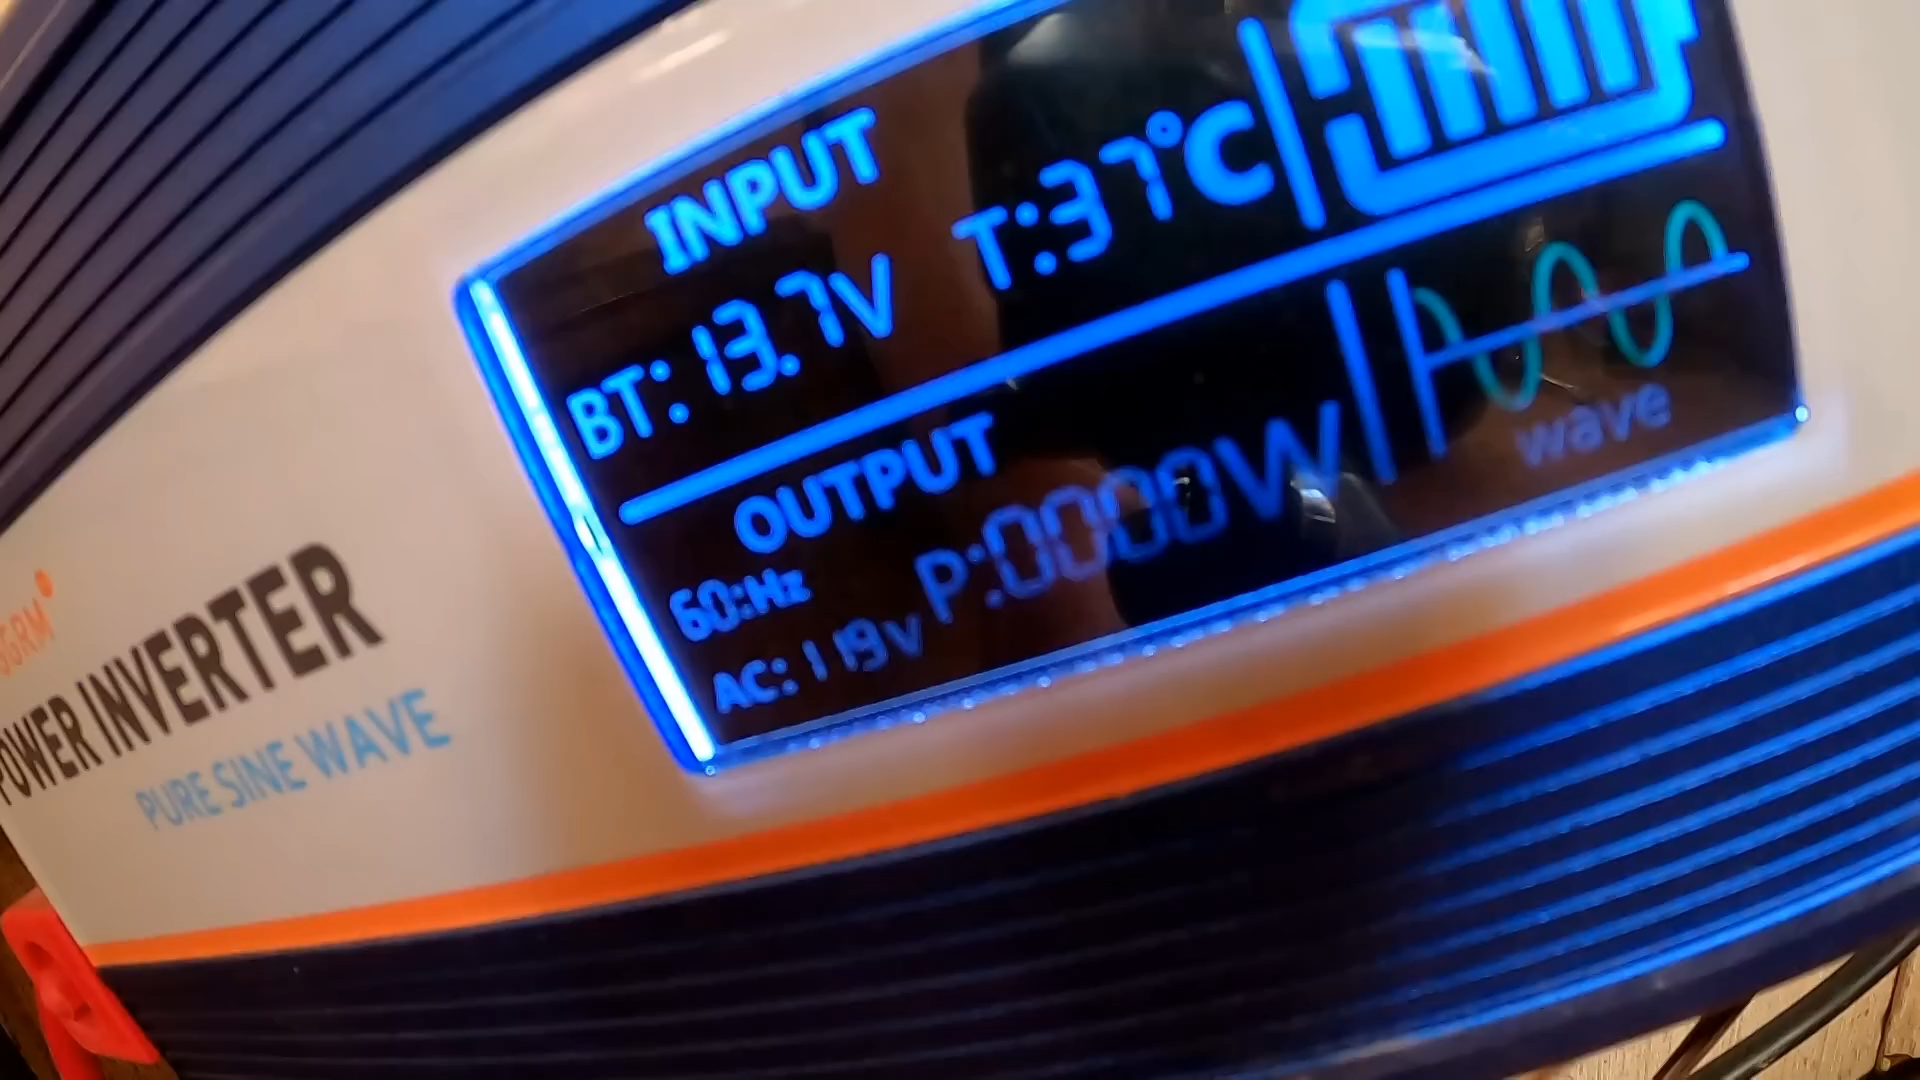 INPUT
BT: 13.7V T:37°C
OUTPUT
60:Hz
AC: 119V P:0000W
wave
POWER INVERTER
PURE SINE WAVE